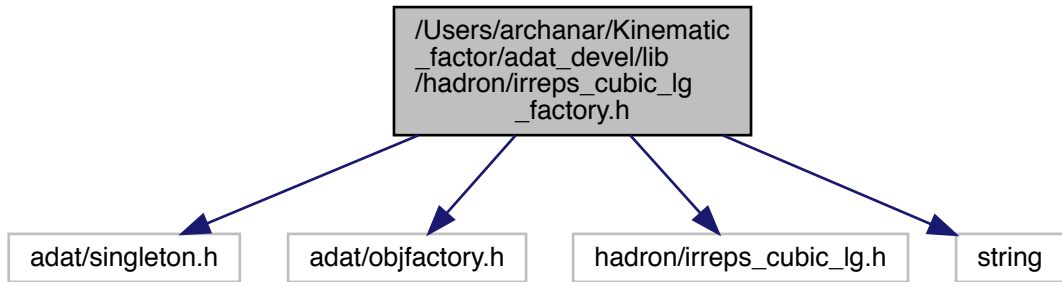 /Users/archanar/Kinematic
_factor/adat_devel/lib
/hadron/irreps_cubic_lg
_factory.h
adat/singleton.h
adat/objfactory.h
hadron/irreps_cubic_lg.h
string